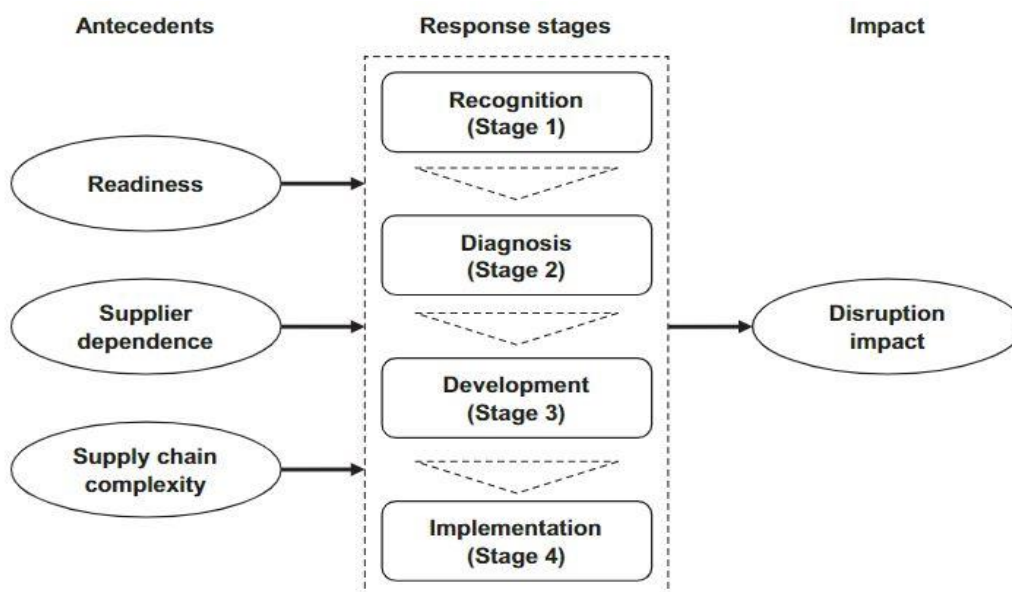 Antecedents
Response stages
Impact
Recognition
(Stage 1)
Readiness
Diagnosis
(Stage 2)
Supplier
dependence
Disruption
impact
Development
(Stage 3)
Supply chain
complexity
Implementation
(Stage 4)